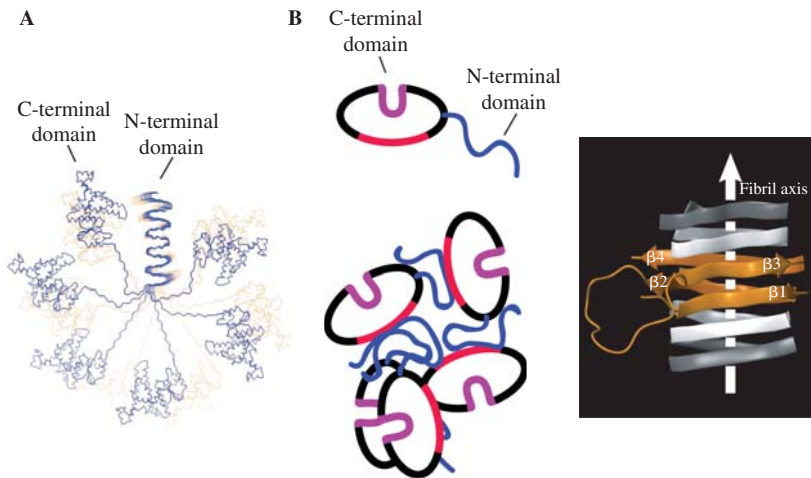 A
C-terminal
domain
N-terminal
domain
B
C-terminal
domain
N-terminal
domain
Fibril axis
β4
β3
β2
β1